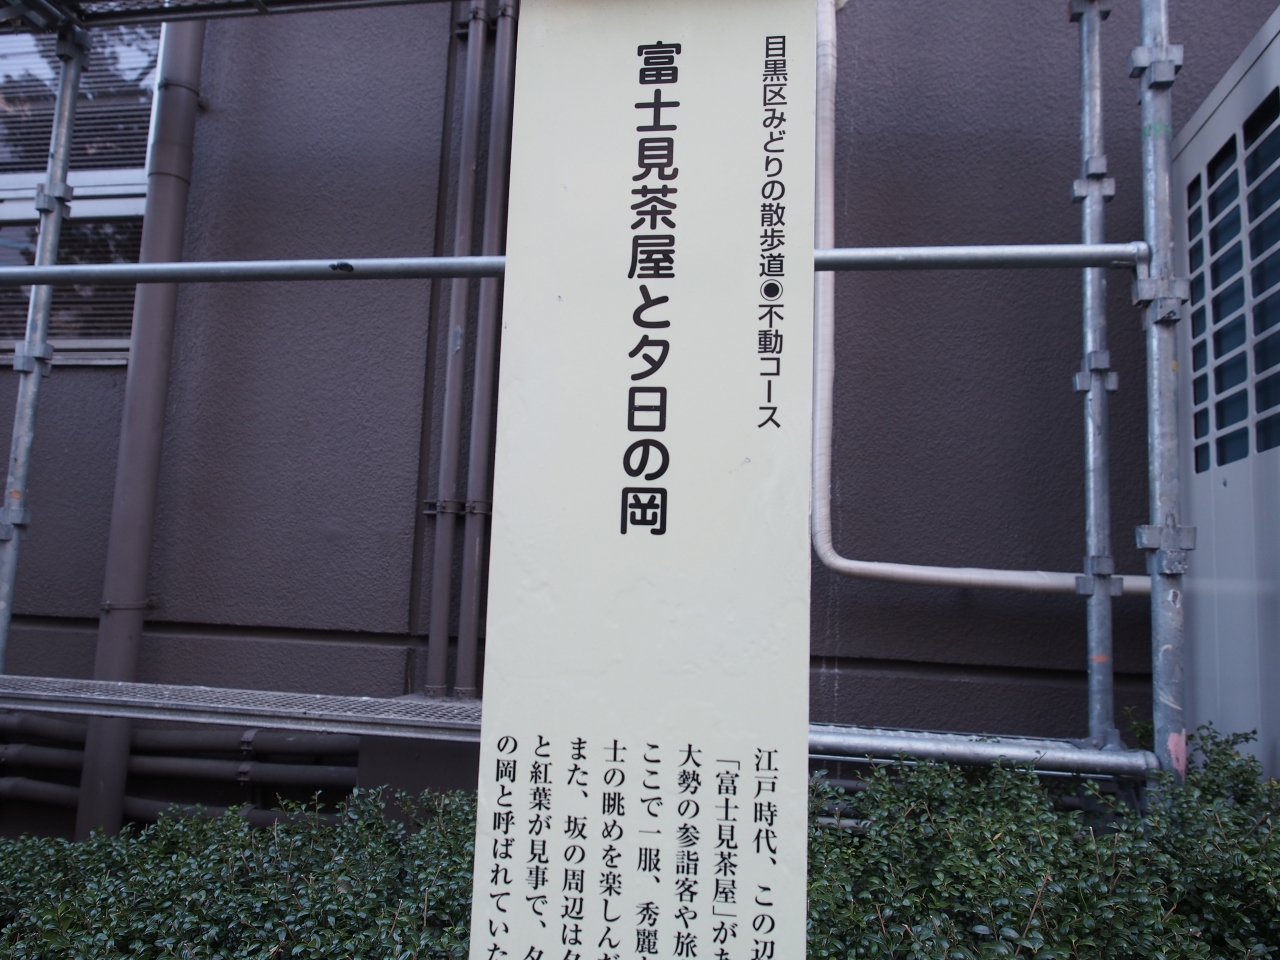 目黒区みどりの散歩道◉不動コース
富士見茶屋と夕日の岡
江戸時代、この辺
「富士見茶屋」が
大勢の参詣客や旅
ここで一服、秀麗
士の眺めを楽しんだ
また、坂の周辺は夕
と紅葉が見事で、夕
の岡と呼ばれていた